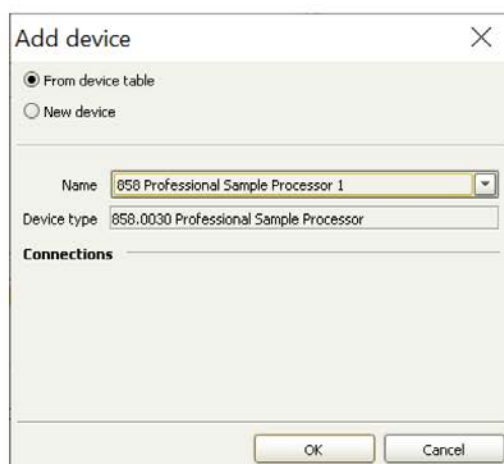 Add device
From device table
New device
Name 858 Professional Sample Processor 1
Device type 858.0030 Professional Sample Processor
Connections
OK Cancel